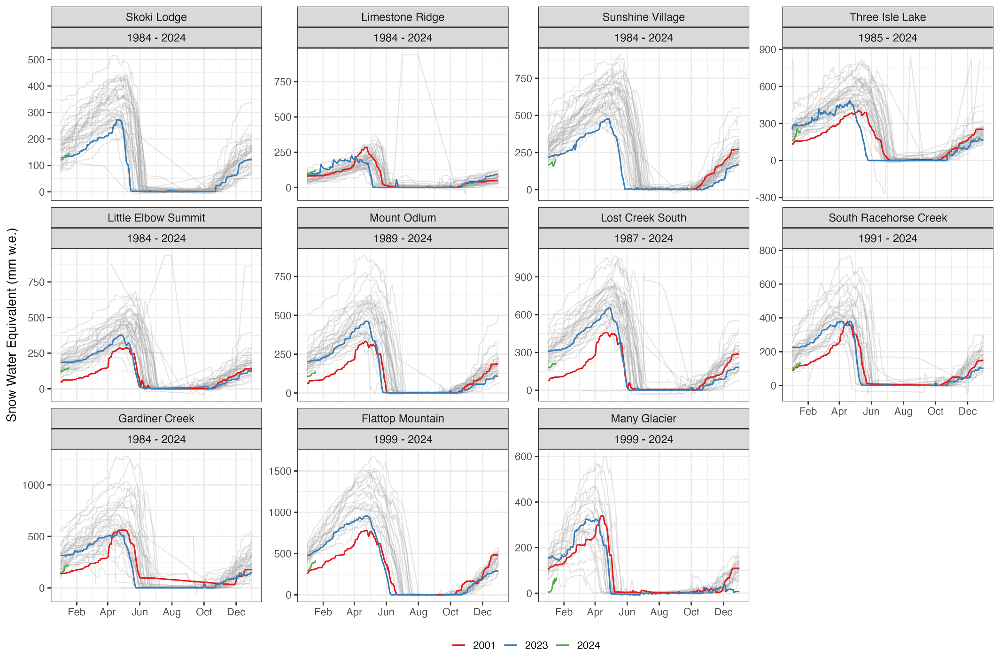 Skoki Lodge
1984 - 2024
500
400
300
200
100
0
Limestone Ridge
1984 - 2024
750
500
250
0
Sunshine Village
1984 - 2024
750
500
250
0
Three Isle Lake
1985 - 2024
900
600
300
0
-300
Snow Water Equivalent (mm w.e.)
Little Elbow Summit
1984 - 2024
750
500
250
0
Mount Odlum
1989 - 2024
750
500
250
0
Lost Creek South
1987 - 2024
900
600
300
0
South Racehorse Creek
1991 - 2024
800
600
400
200
0
Feb Apr Jun Aug Oct Dec
Gardiner Creek
1984 - 2024
1000
500
0
Feb Apr Jun Aug Oct Dec
Flattop Mountain
1999 - 2024
1500
1000
500
0
Feb Apr Jun Aug Oct Dec
Many Glacier
1999 - 2024
600
400
200
0
Feb Apr Jun Aug Oct Dec
2001 2023 2024